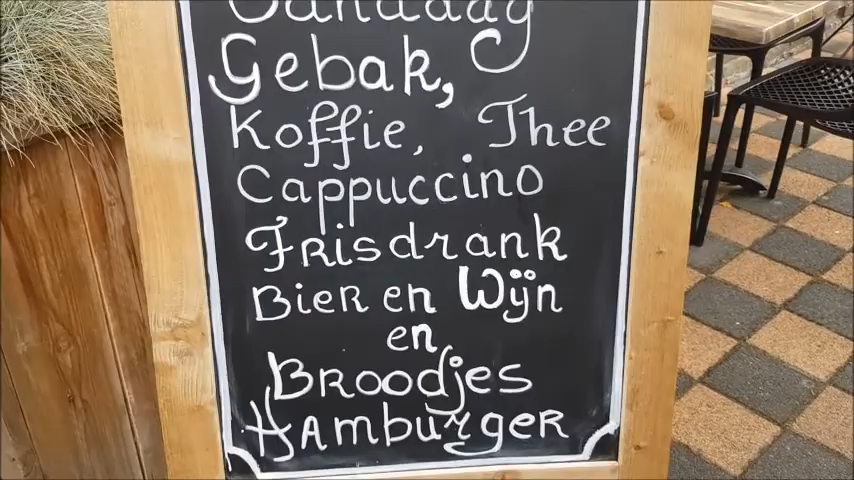 Gebak,
Koffie, Thee
Cappuccino
Frisdrank
Bier en Wijn
en
Broodjes
Hamburger